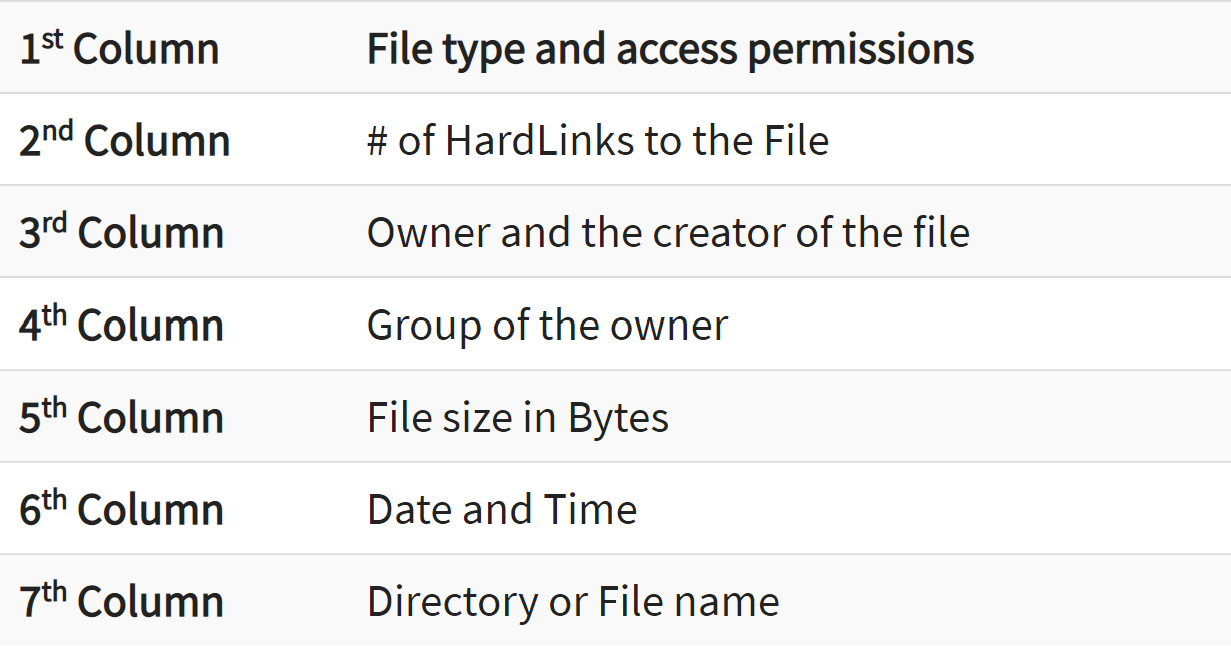 1st Column File type and access permissions
2nd Column # of HardLinks to the File
3rd Column Owner and the creator of the file
4th Column Group of the owner
5th Column File size in Bytes
6th Column Date and Time
7th Column Directory or File name